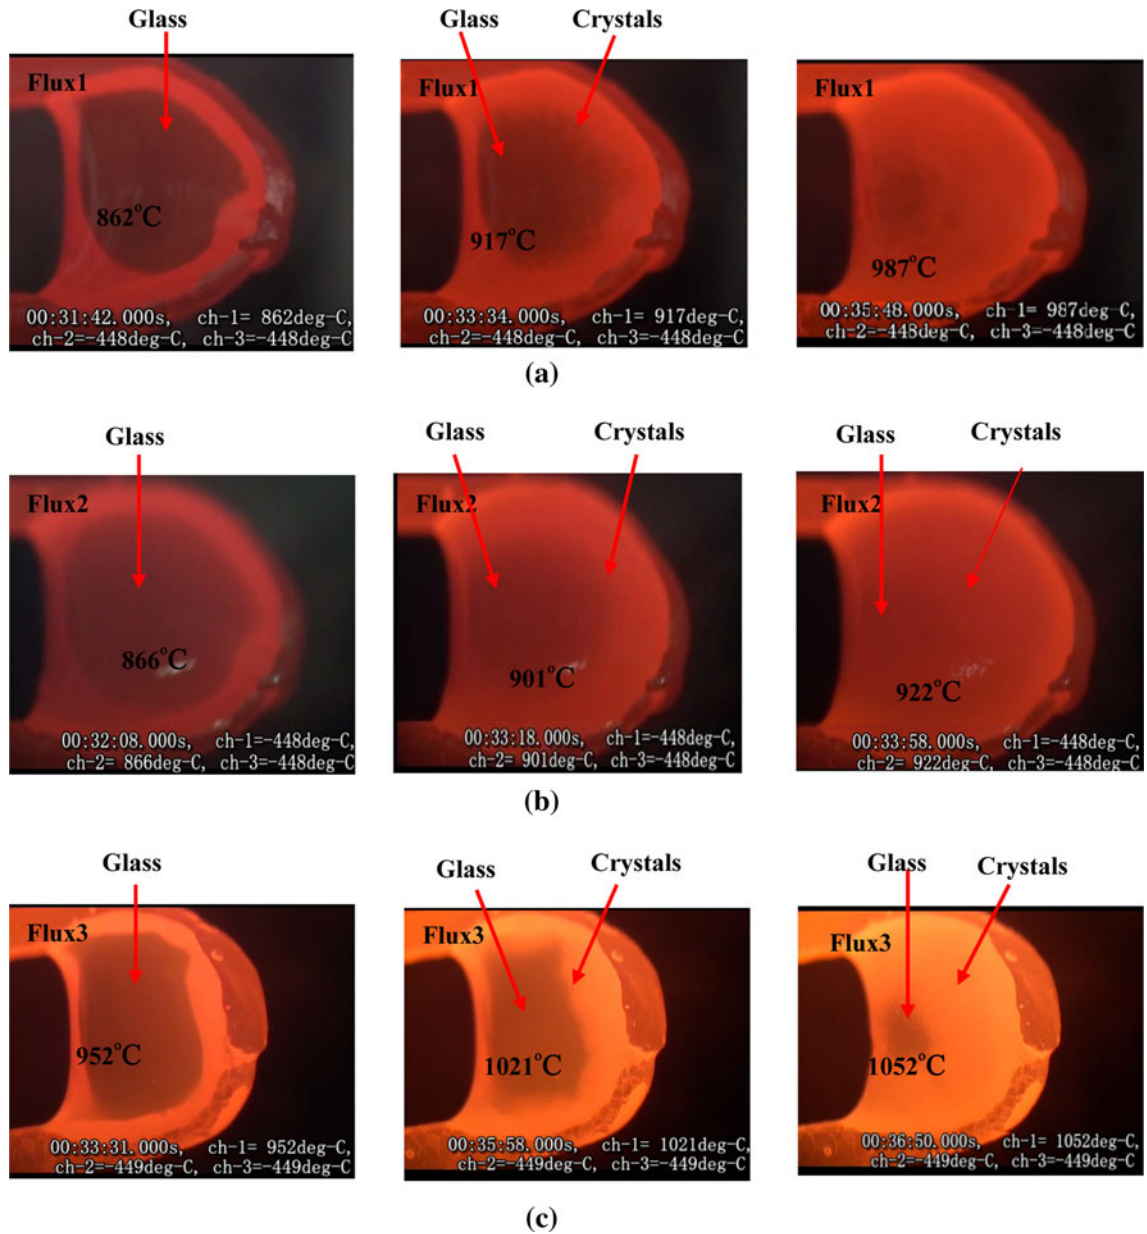 Glass
Glass Crystals
Flux1
Flux1
Flux1
862°C
917°C
987°C
00:31:42.000s, ch-1= 862deg-C,
ch-2=-448deg-C, ch-3=-448deg-C
00:33:34.000s, ch-1= 917deg-C
ch-2=-448deg-C, ch-3=-448deg-C
00:35:48.000s, ch-1= 987deg-C
ch-2=-448deg-C, ch-3=-448deg-C
(a)
Glass
Glass Crystals
Glass Crystals
Flux2
Flux2
Flux2
866°C
901°C
922°C
00:32:08.000s, ch-1=-448deg-C,
ch-2= 866deg-C, ch-3=-448deg-C
00:33:18.000s, ch-1=-448deg-C,
ch-2= 901deg-C, ch-3=-448deg-C
00:33:58.000s, ch-1=-448deg-C,
ch-2= 922deg-C, ch-3=-448deg-C
(b)
Glass
Glass Crystals
Glass Crystals
Flux3
Flux3
Flux3
952°C
1021°C
1052°C
00:33:31.000s, ch-1= 952deg-C,
ch-2=-449deg-C, ch-3=-449deg-C
00:35:58.000s, ch-1= 1021deg-C,
ch-2=-449deg-C, ch-3=-449deg-C
00:36:50.000s, ch-1= 1052deg-C,
ch-2=-449deg-C, ch-3=-449deg-C
(c)